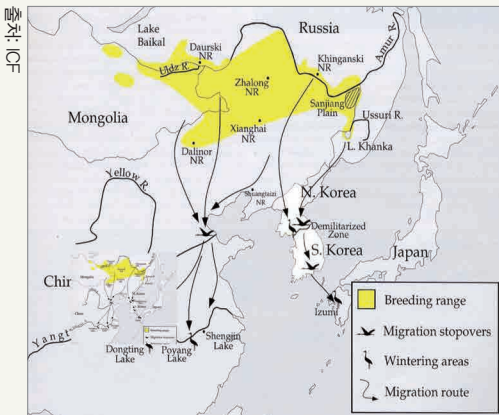 출처: ICF
Lake
Baikal
Russia
Daurski
NR
Uldz R.
Khinganski
NR
Amur R.
Zhalong
NR
Sanjiang
Plain
Ussuri R.
Mongolia
Xianghai
NR
L. Khanka
Dalinor
NR
Yellow R.
Shuangtaizi
NR
N. Korea
Demilitarized
Zone
S. Korea
Japan
Chir
Izumi
Yangt
Dongting
Lake
Poyang
Lake
Shengjin
Lake
Breeding range
Migration stopovers
Wintering areas
Migration route